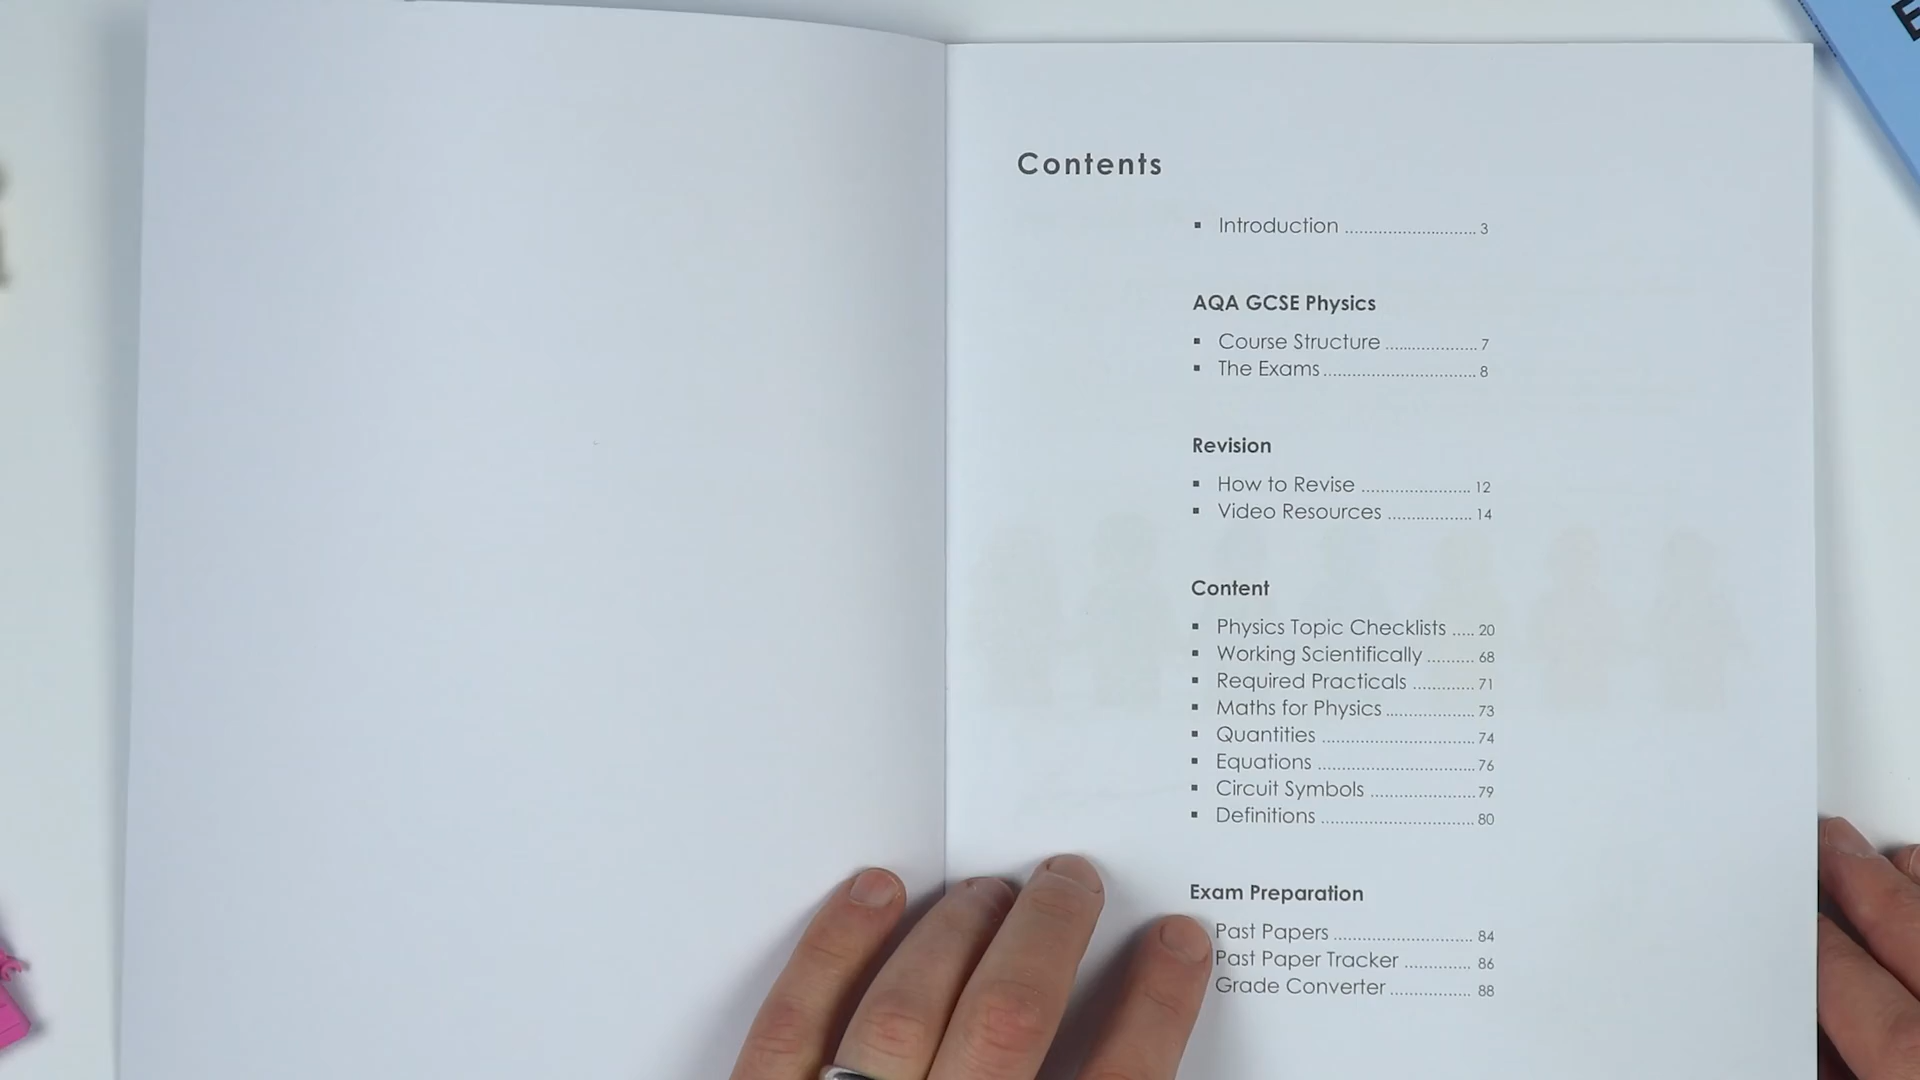 Contents
▪ Introduction ............................ 3
AQA GCSE Physics
▪ Course Structure .................... 7
▪ The Exams ................................ 8
Revision
▪ How to Revise ....................... 12
▪ Video Resources .................. 14
Content
▪ Physics Topic Checklists ..... 20
▪ Working Scientifically .......... 68
▪ Required Practicals ............. 71
▪ Maths for Physics ................... 73
▪ Quantities ................................ 74
▪ Equations ................................. 76
▪ Circuit Symbols ...................... 79
▪ Definitions ................................ 80
Exam Preparation
Past Papers ............................. 84
Past Paper Tracker .............. 86
Grade Converter ................. 88